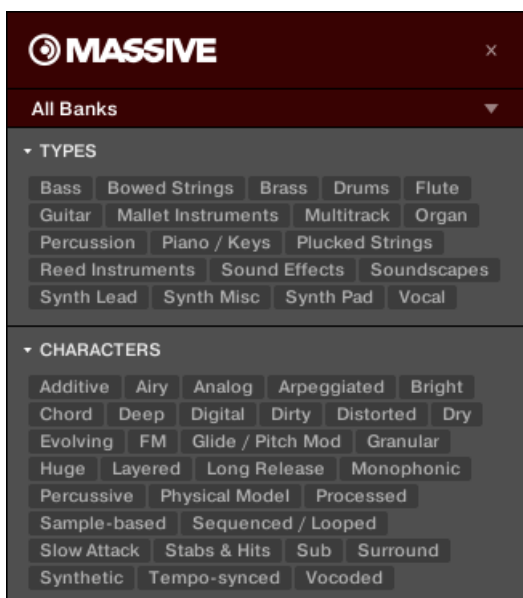 MASSIVE ×
All Banks
TYPES
Bass Bowed Strings Brass Drums Flute
Guitar Mallet Instruments Multitrack Organ
Percussion Piano / Keys Plucked Strings
Reed Instruments Sound Effects Soundscapes
Synth Lead Synth Misc Synth Pad Vocal
CHARACTERS
Additive Airy Analog Arpeggiated Bright
Chord Deep Digital Dirty Distorted Dry
Evolving FM Glide / Pitch Mod Granular
Huge Layered Long Release Monophonic
Percussive Physical Model Processed
Sample-based Sequenced / Looped
Slow Attack Stabs & Hits Sub Surround
Synthetic Tempo-synced Vocoded